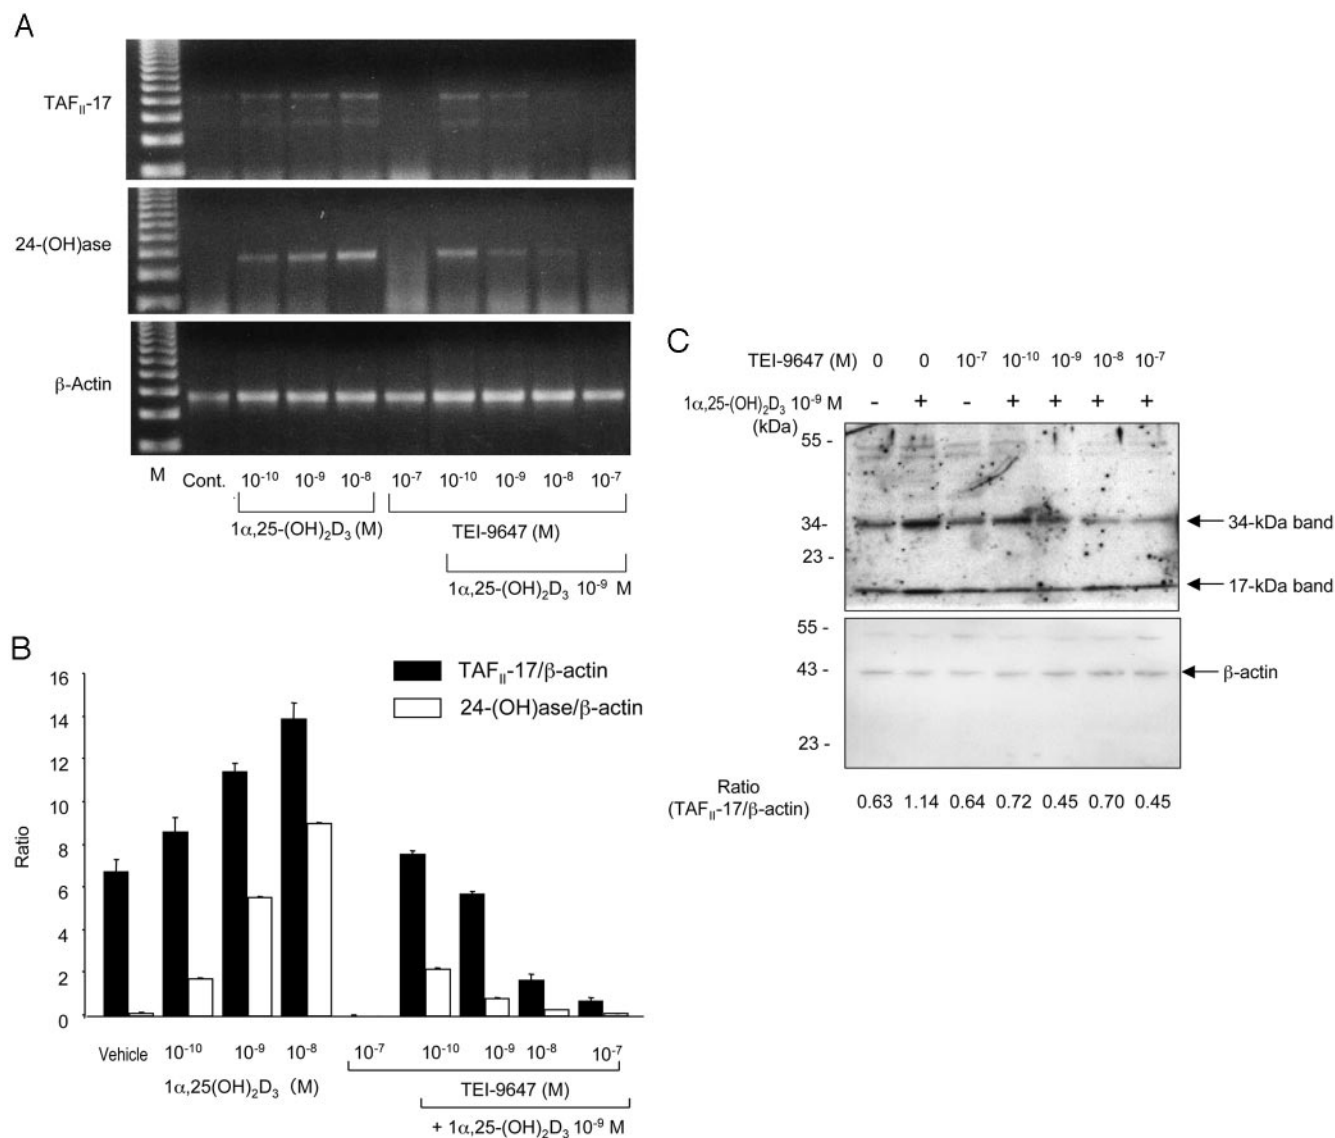 A
TAF_II-17
24-(OH)ase
β-Actin
M Cont. 10⁻¹⁰ 10⁻⁹ 10⁻⁸ 10⁻⁷ 10⁻¹⁰ 10⁻⁹ 10⁻⁸ 10⁻⁷
1α,25-(OH)₂D₃ (M) TEI-9647 (M)
1α,25-(OH)₂D₃ 10⁻⁹ M
B
16
14
12
10
8
6
4
2
0
Ratio
TAF_II-17/β-actin
24-(OH)ase/β-actin
Vehicle 10⁻¹⁰ 10⁻⁹ 10⁻⁸ 10⁻⁷ 10⁻¹⁰ 10⁻⁹ 10⁻⁸ 10⁻⁷
1α,25(OH)₂D₃ (M) TEI-9647 (M)
+ 1α,25-(OH)₂D₃ 10⁻⁹ M
C
TEI-9647 (M) 0 0 10⁻⁷ 10⁻¹⁰ 10⁻⁹ 10⁻⁸ 10⁻⁷
1α,25-(OH)₂D₃ 10⁻⁹ M - + - + + + +
(kDa)
55 -
34- 34-kDa band
23 -
17-kDa band
55 -
43 - β-actin
23 -
Ratio
(TAF_II-17/β-actin) 0.63 1.14 0.64 0.72 0.45 0.70 0.45